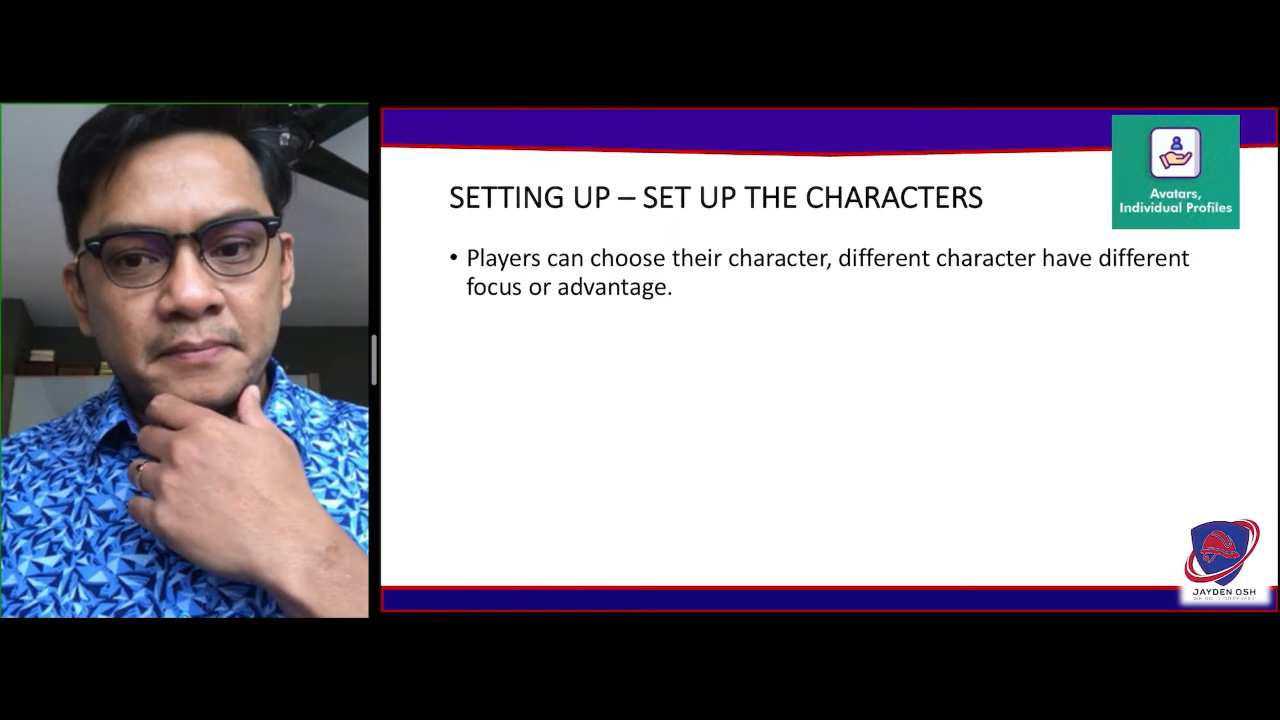 Avatars,
Individual Profiles
SETTING UP – SET UP THE CHARACTERS
• Players can choose their character, different character have different
focus or advantage.
JAYDEN OSH